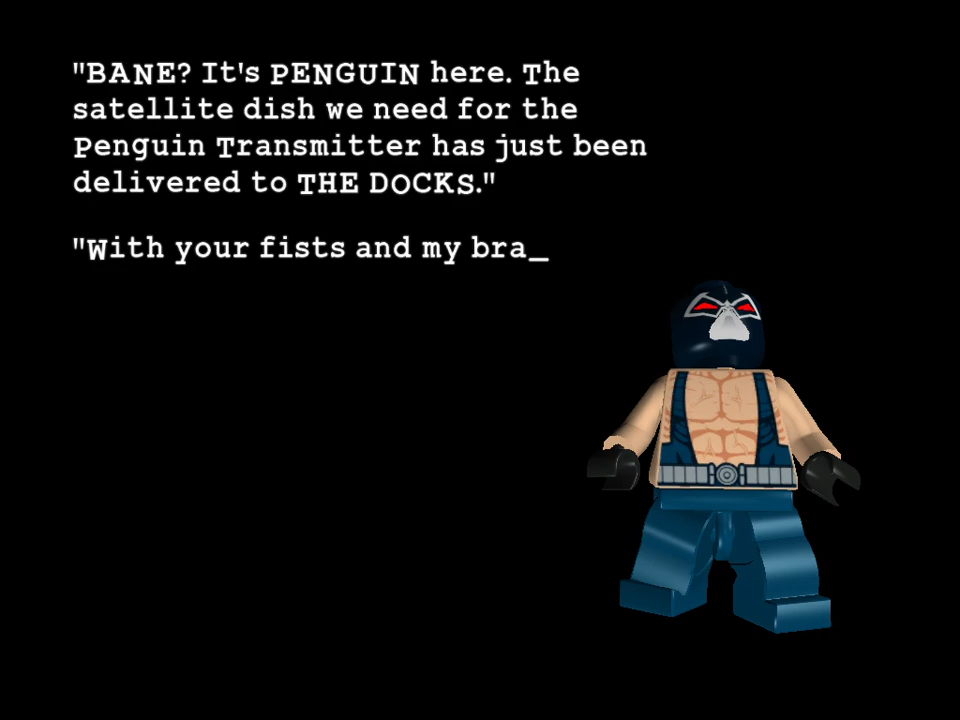 "BANE? It's PENGUIN here. The
satellite dish we need for the
Penguin Transmitter has just been
delivered to THE DOCKS."
"With your fists and my bra_